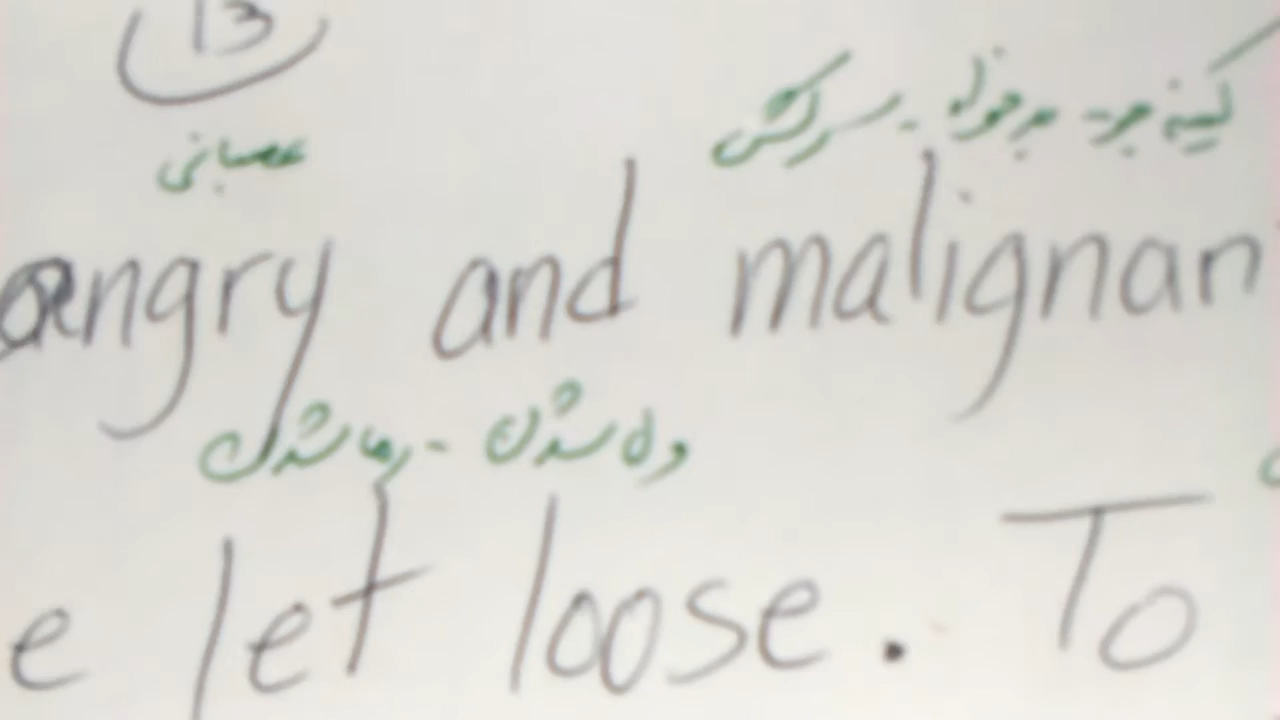 13
عصبانی کینه جو - بدخواه - سرکش
angry and malignan
ول شدن - رها شدن
e let loose. To